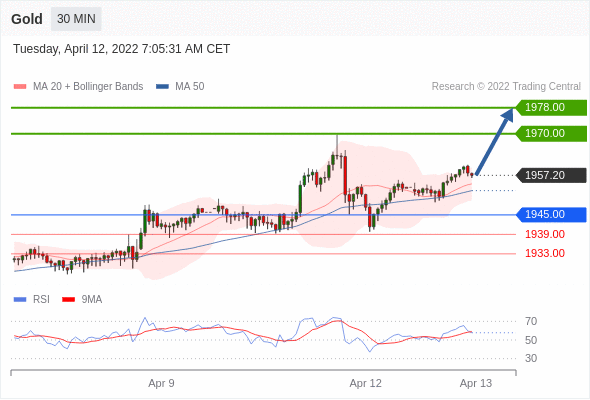 Gold 30 MIN
Tuesday, April 12, 2022 7:05:31 AM CET
MA 20 + Bollinger Bands MA 50 Research © 2022 Trading Central
1978.00
1970.00
1957.20
1945.00
1939.00
1933.00
RSI 9MA
70
50
30
Apr 9 Apr 12 Apr 13